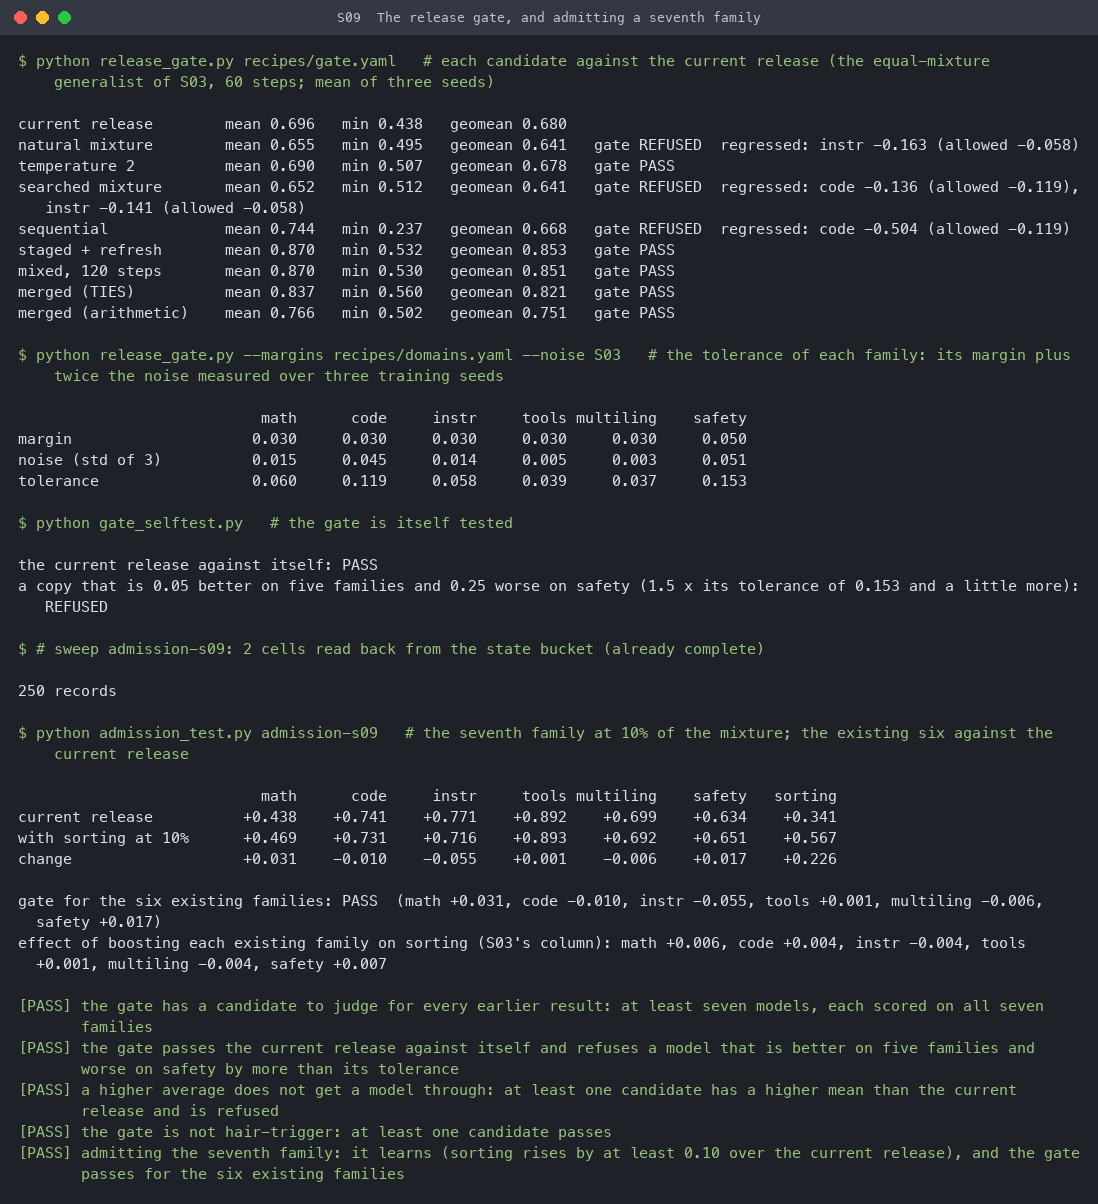 S09  The release gate, and admitting a seventh family
$ python release_gate.py recipes/gate.yaml   # each candidate against the current release (the equal-mixture
generalist of S03, 60 steps; mean of three seeds)
current release        mean 0.696   min 0.438   geomean 0.680
natural mixture        mean 0.655   min 0.495   geomean 0.641   gate REFUSED  regressed: instr -0.163 (allowed -0.058)
temperature 2          mean 0.690   min 0.507   geomean 0.678   gate PASS
searched mixture       mean 0.652   min 0.512   geomean 0.641   gate REFUSED  regressed: code -0.136 (allowed -0.119),
instr -0.141 (allowed -0.058)
sequential             mean 0.744   min 0.237   geomean 0.668   gate REFUSED  regressed: code -0.504 (allowed -0.119)
staged + refresh       mean 0.870   min 0.532   geomean 0.853   gate PASS
mixed, 120 steps       mean 0.870   min 0.530   geomean 0.851   gate PASS
merged (TIES)          mean 0.837   min 0.560   geomean 0.821   gate PASS
merged (arithmetic)    mean 0.766   min 0.502   geomean 0.751   gate PASS
$ python release_gate.py --margins recipes/domains.yaml --noise S03   # the tolerance of each family: its margin plus
twice the noise measured over three training seeds
math      code     instr     tools multiling    safety
margin                    0.030     0.030     0.030     0.030     0.030     0.050
noise (std of 3)          0.015     0.045     0.014     0.005     0.003     0.051
tolerance                 0.060     0.119     0.058     0.039     0.037     0.153
$ python gate_selftest.py   # the gate is itself tested
the current release against itself: PASS
a copy that is 0.05 better on five families and 0.25 worse on safety (1.5 x its tolerance of 0.153 and a little more):
REFUSED
$ # sweep admission-s09: 2 cells read back from the state bucket (already complete)
250 records
$ python admission_test.py admission-s09   # the seventh family at 10% of the mixture; the existing six against the
current release
math      code     instr     tools multiling    safety   sorting
current release          +0.438    +0.741    +0.771    +0.892    +0.699    +0.634    +0.341
with sorting at 10%      +0.469    +0.731    +0.716    +0.893    +0.692    +0.651    +0.567
change                   +0.031    -0.010    -0.055    +0.001    -0.006    +0.017    +0.226
gate for the six existing families: PASS  (math +0.031, code -0.010, instr -0.055, tools +0.001, multiling -0.006,
safety +0.017)
effect of boosting each existing family on sorting (S03's column): math +0.006, code +0.004, instr -0.004, tools
+0.001, multiling -0.004, safety +0.007
[PASS] the gate has a candidate to judge for every earlier result: at least seven models, each scored on all seven
families
[PASS] the gate passes the current release against itself and refuses a model that is better on five families and
worse on safety by more than its tolerance
[PASS] a higher average does not get a model through: at least one candidate has a higher mean than the current
release and is refused
[PASS] the gate is not hair-trigger: at least one candidate passes
[PASS] admitting the seventh family: it learns (sorting rises by at least 0.10 over the current release), and the gate
passes for the six existing families